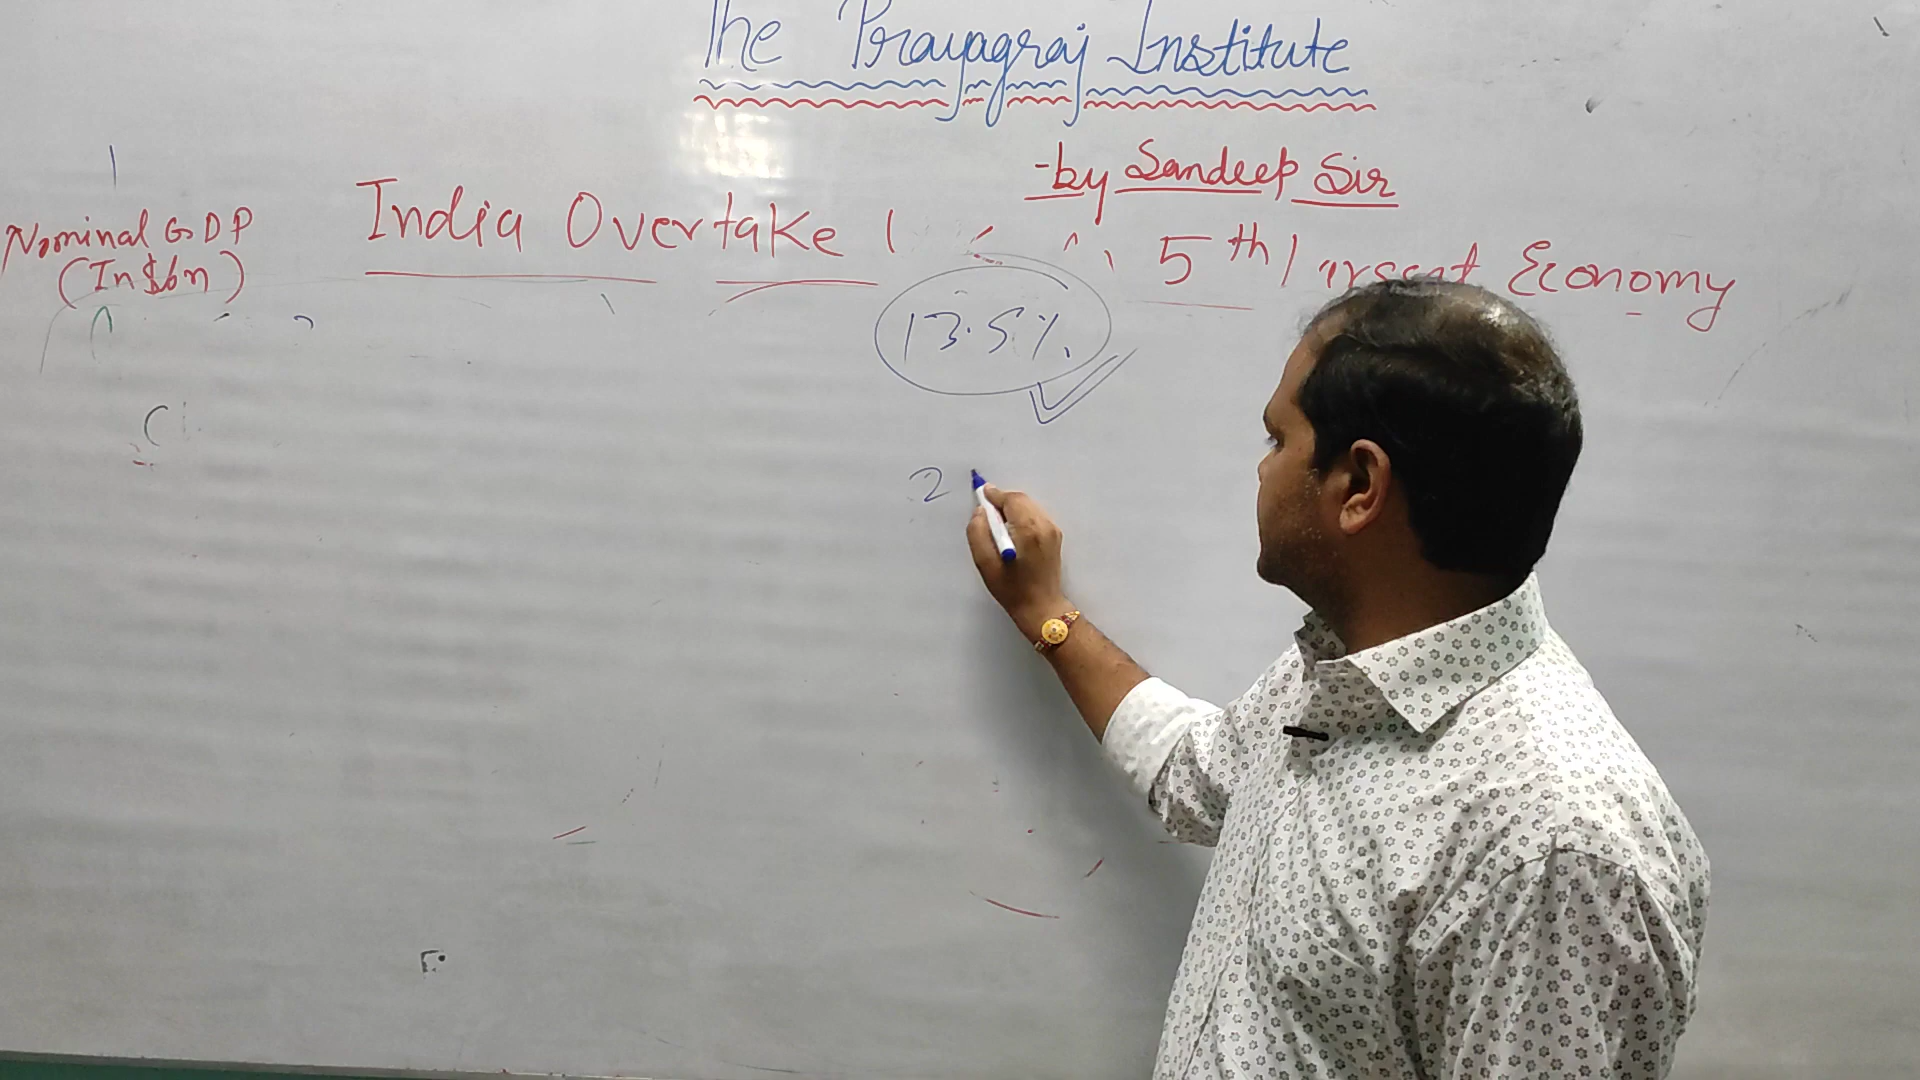 The Prayagraj Institute
-by Sandeep Sir
Nominal GDP
(In $bn)
India Overtake 5th largest Economy
13.5%.
2